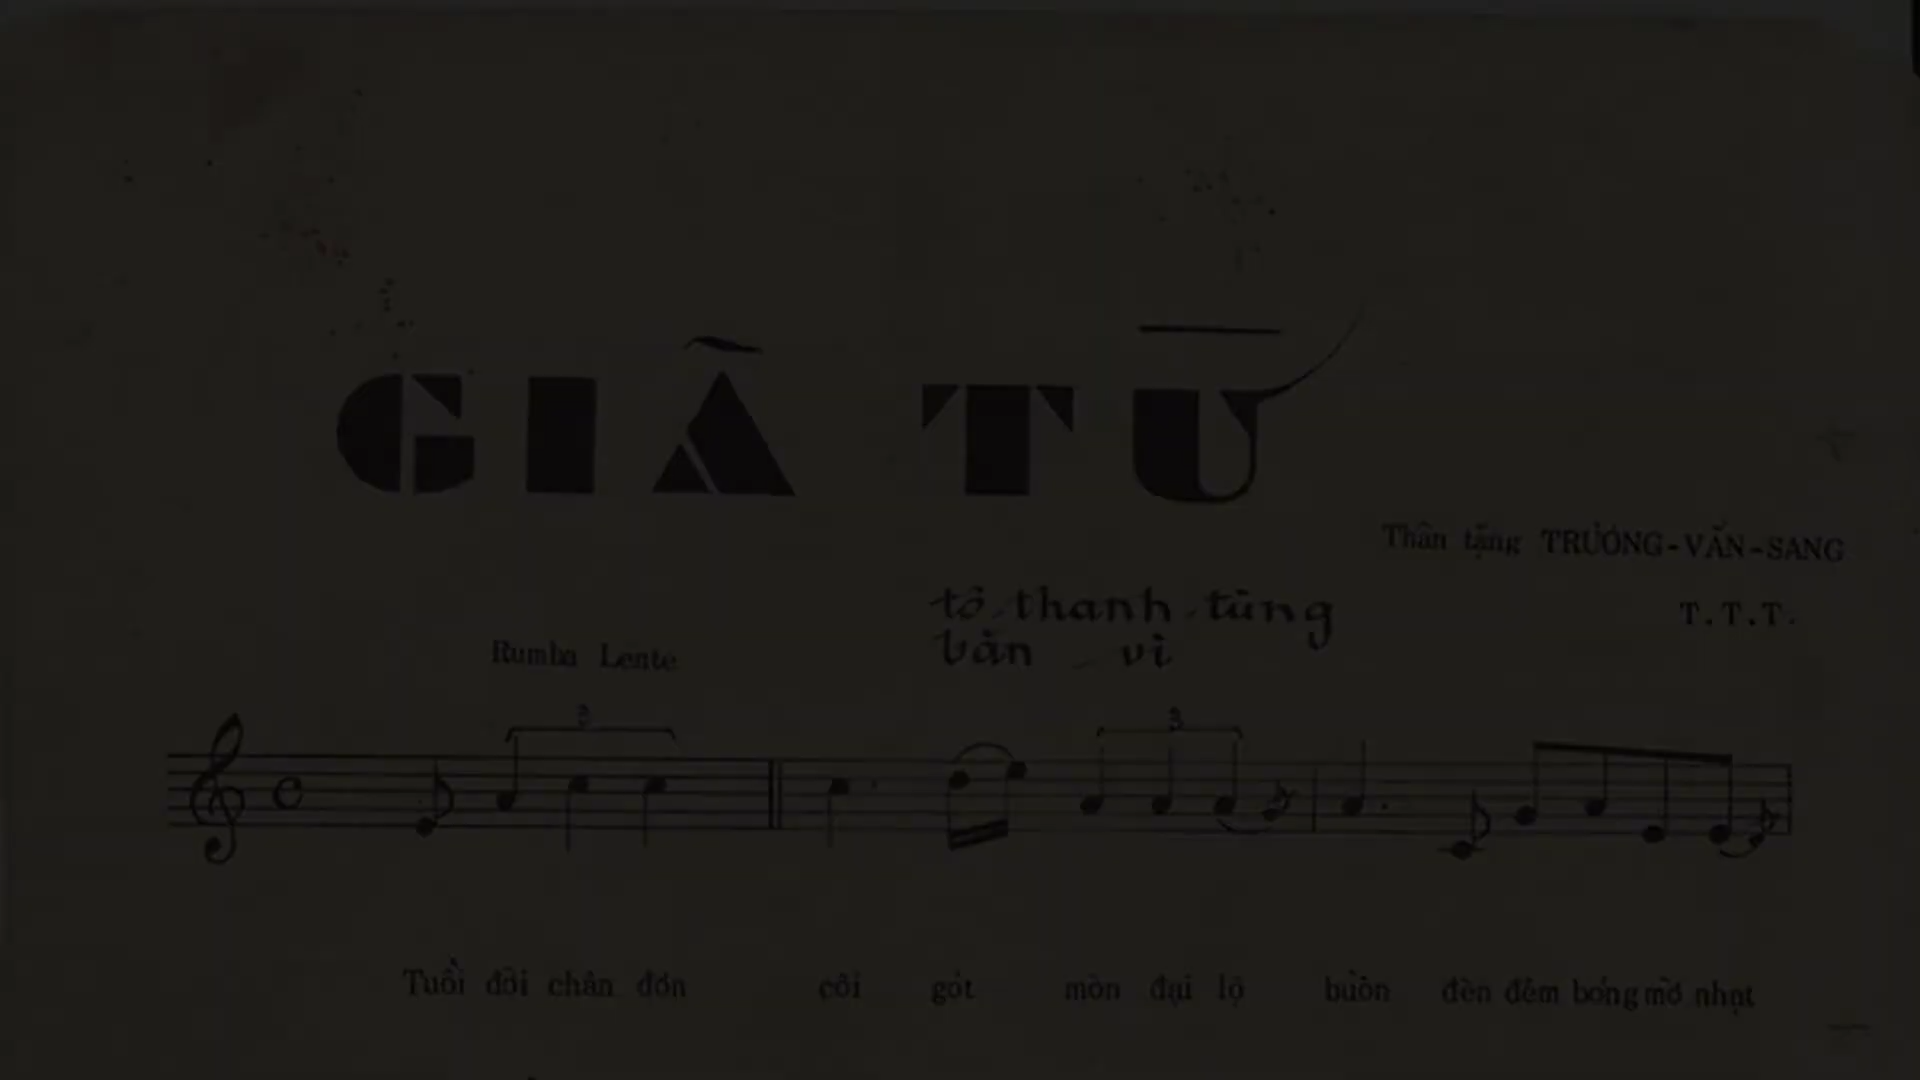 GIÃ TỪ
Thân tặng TRƯƠNG-VĂN-SANG
tô-thanh-tùng
T.T.T.
Rumba Lente
văn _ vi
3 3
Tuổi đời chân đơn côi gót mòn đại lộ buồn đèn đêm bóng mờ nhạt